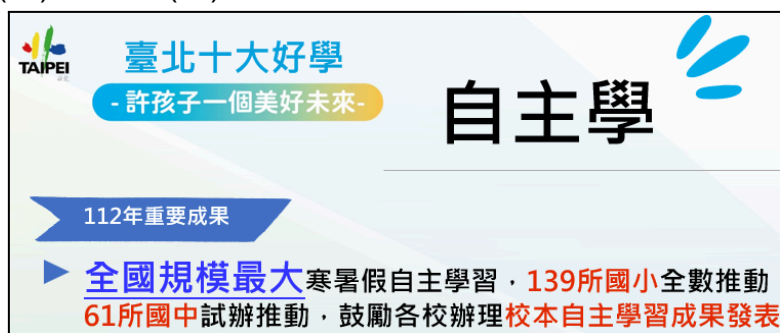 TAIPEI
臺北十大好學
-許孩子一個美好未來-
自主學
112年重要成果
全國規模最大寒暑假自主學習，139所國小全數推動
61所國中試辦推動，鼓勵各校辦理校本自主學習成果發表